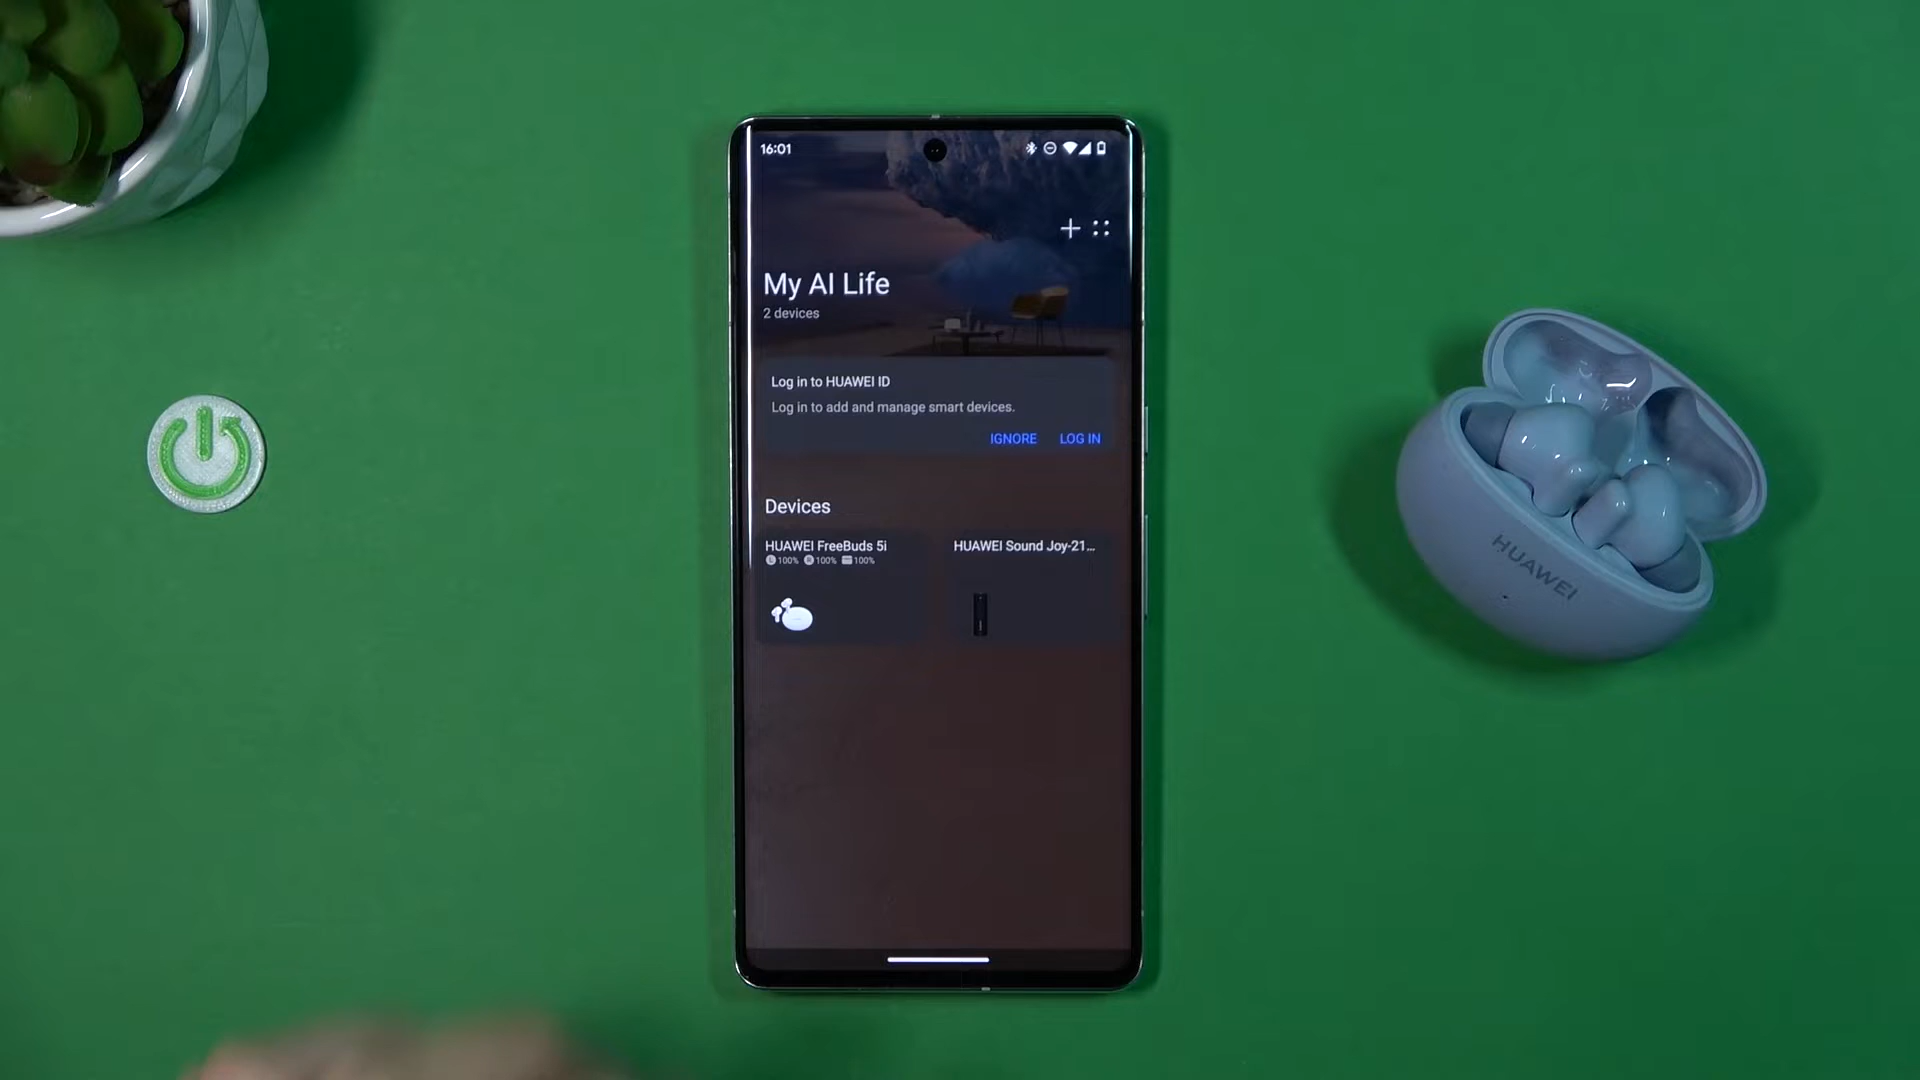 16:01
My AI Life
2 devices
Log in to HUAWEI ID
Log in to add and manage smart devices.
IGNORE LOG IN
Devices
HUAWEI FreeBuds 5i
L 100% R 100% 100%
HUAWEI Sound Joy-21...
HUAWEI